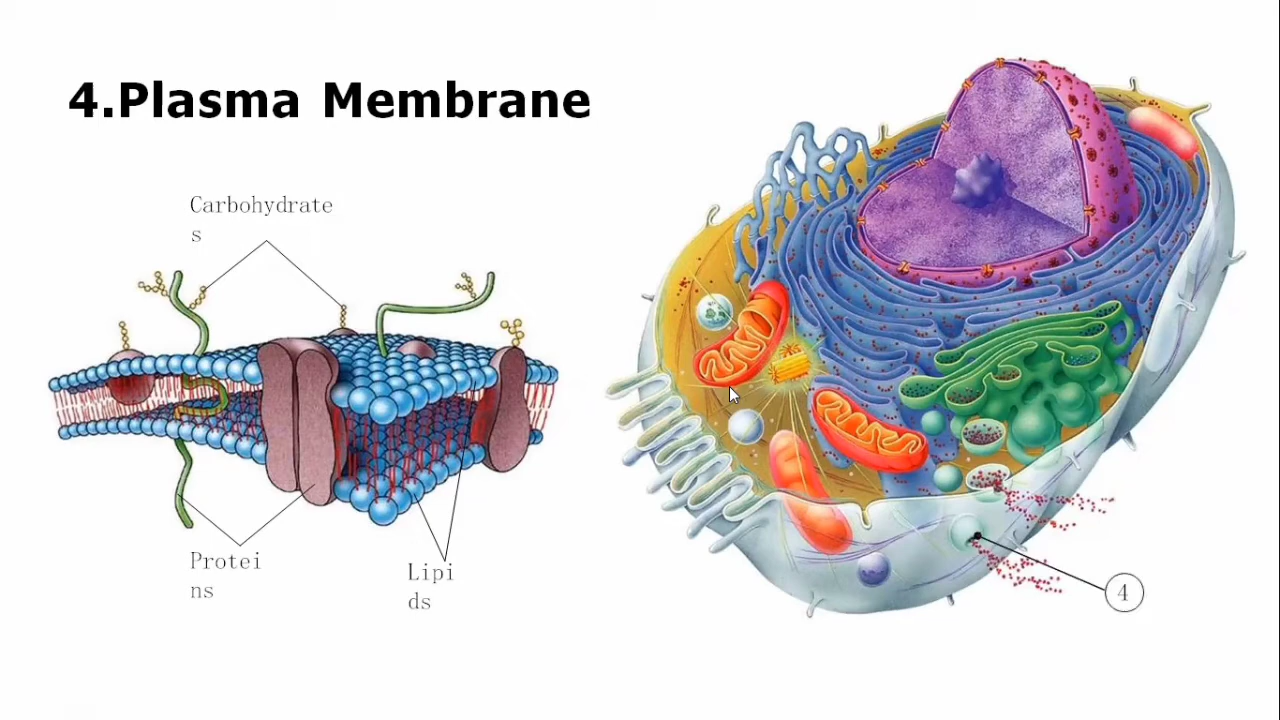 4.Plasma Membrane
Carbohydrate
s
Protei
ns
Lipi
ds
4